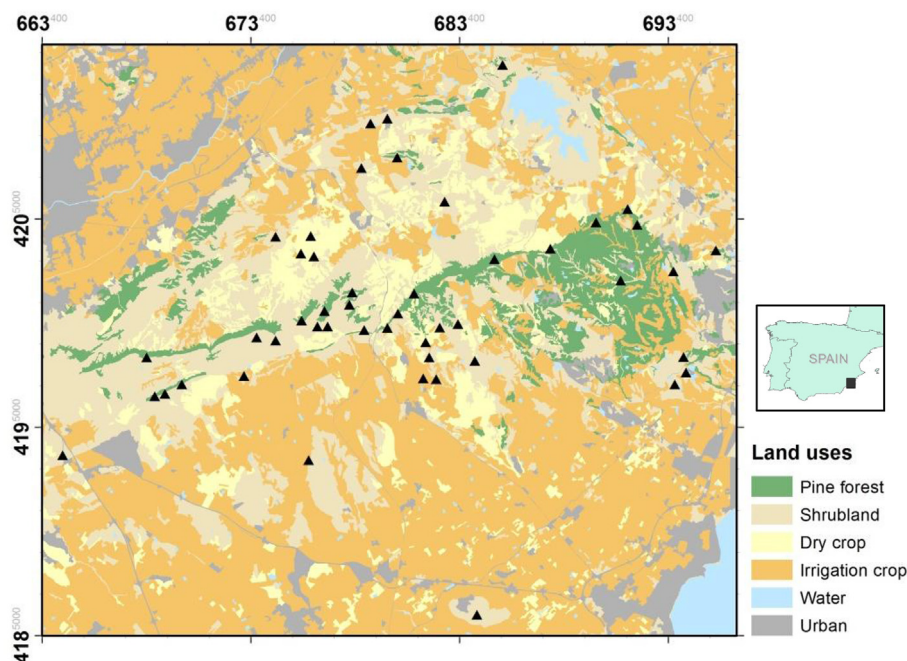 663400 673400 683400 693400
4205000
4195000
4185000
SPAIN
Land uses
Pine forest
Shrubland
Dry crop
Irrigation crop
Water
Urban